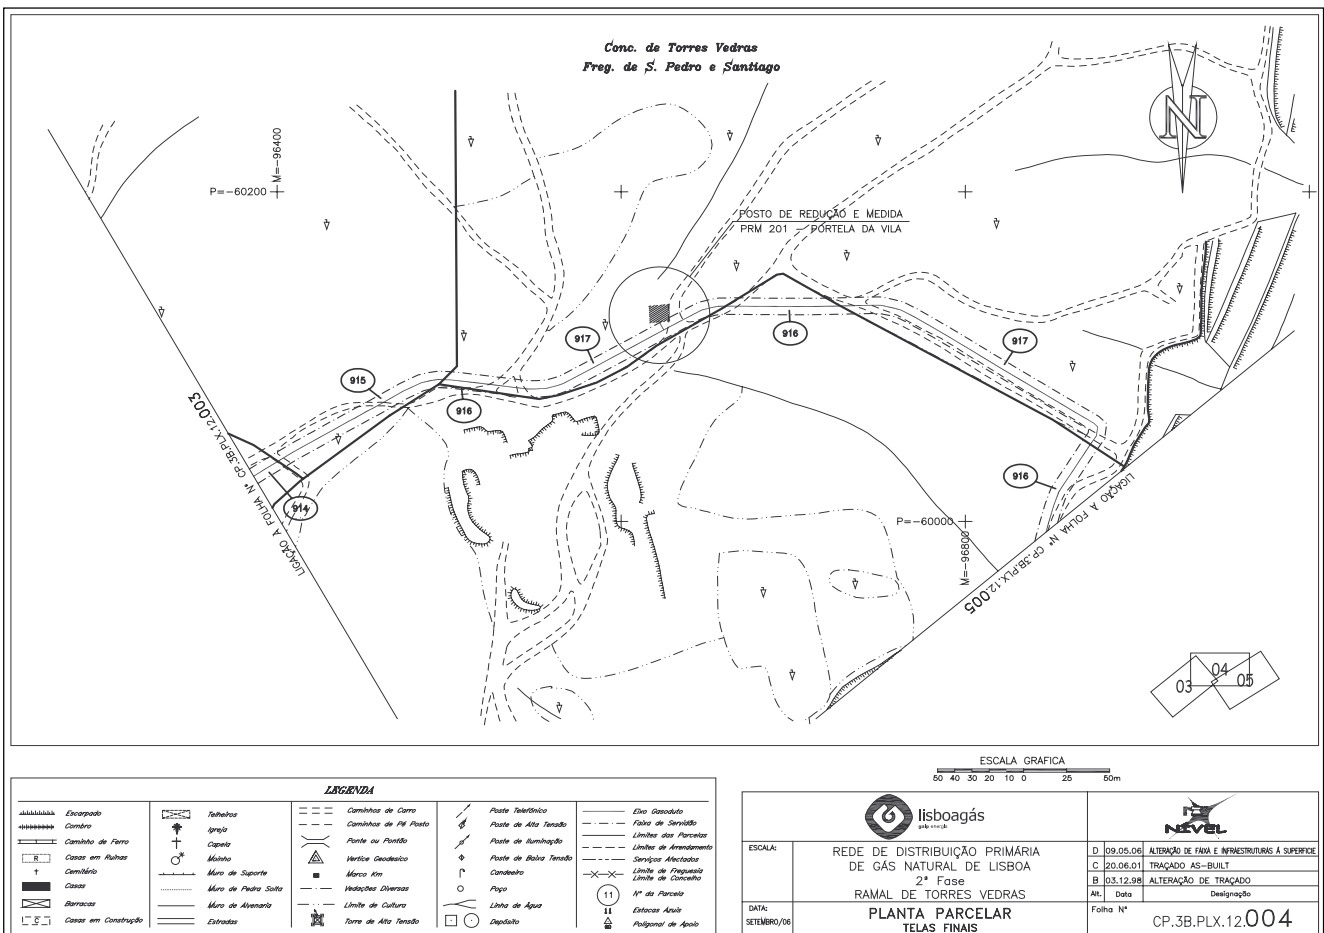 Conc. de Torres Vedras
Freg. de S. Pedro e Santiago
M=-96400
P=-60200
N
POSTO DE REDUÇÃO E MEDIDA
PRM 201 - PORTELA DA VILA
917
916
917
915
916
916
914
LIGAÇÃO A FOLHA Nº CP.3B.PLX.12.003
P=-60000
M=-96800
LIGAÇÃO A FOLHA Nº CP.3B.PLX.12.005
03
04
05
ESCALA GRAFICA
50 40 30 20 10 0 25 50m
LEGENDA
Escarpado
Combro
Caminho de Ferro
R Casas em Ruinas
Cemitério
Casas
Barracas
C Casas em Construção
Telheiros
Igreja
Capela
Moinho
Muro de Suporte
Muro de Pedra Solta
Muro de Alvenaria
Estradas
Caminhos de Carro
Caminhos de Pé Posto
Ponte ou Pontão
Vertice Geodesico
Marco Km
Vedações Diversas
Limite de Cultura
Torre de Alta Tensão
Poste Telefónico
Poste de Alta Tensão
Poste de Iluminação
Poste de Baixa Tensão
Candeeiro
Poço
Linha de Água
Depósito
Eixo Gasoduto
Faixa de Servidão
Limites das Parcelas
Limites de Arrendamento
Serviços Afectados
Limite de Freguesia
Limite de Concelho
11 Nº da Parcela
Estacas Azuis
Poligonal de Apoio
lisboagás
galp energia
NÍVEL
ESCALA:
REDE DE DISTRIBUIÇÃO PRIMÁRIA
DE GÁS NATURAL DE LISBOA
2ª Fase
RAMAL DE TORRES VEDRAS
D 09.05.06 ALTERAÇÃO DE FAIXA E INFRAESTRUTURAS À SUPERFICIE
C 20.06.01 TRAÇADO AS-BUILT
B 03.12.98 ALTERAÇÃO DE TRAÇADO
Alt. Data Designação
DATA:
SETEMBRO/06
PLANTA PARCELAR
TELAS FINAIS
Folha Nº
CP.3B.PLX.12.004